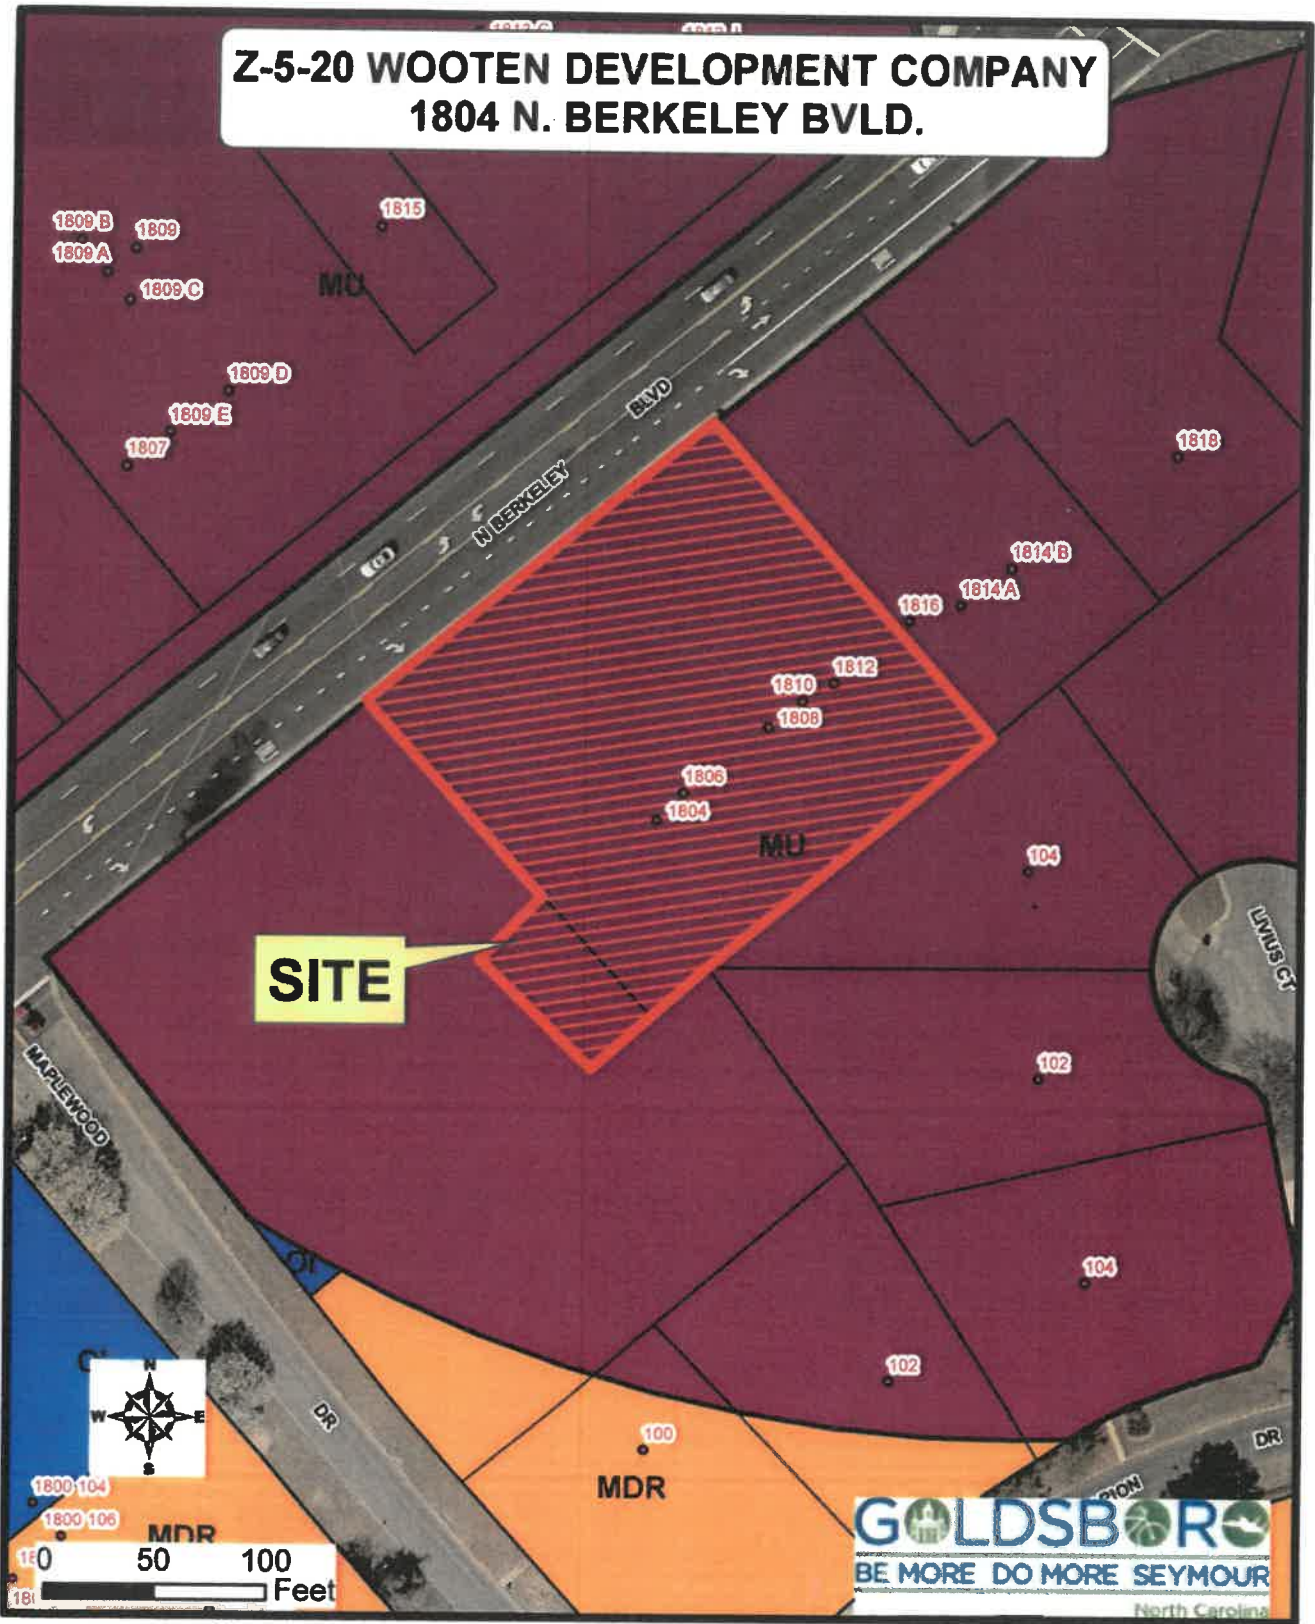 Z-5-20 WOOTEN DEVELOPMENT COMPANY
1804 N. BERKELEY BVLD.
1809 B
1809
1815
1809 A
1809 C
MU
1809 D
1809 E
1807
BLVD
N BERKELEY
1818
1814 B
1814 A
1816
1812
1810
1808
1806
1804
MU
104
SITE
LIVIUS CT
MAPLEWOOD
102
OI
104
102
N
W
E
S
DR
100
MDR
DR
1800 104
1800 106
MDR
0 50 100
Feet
GOLDSBORO
BE MORE DO MORE SEYMOUR
North Carolina